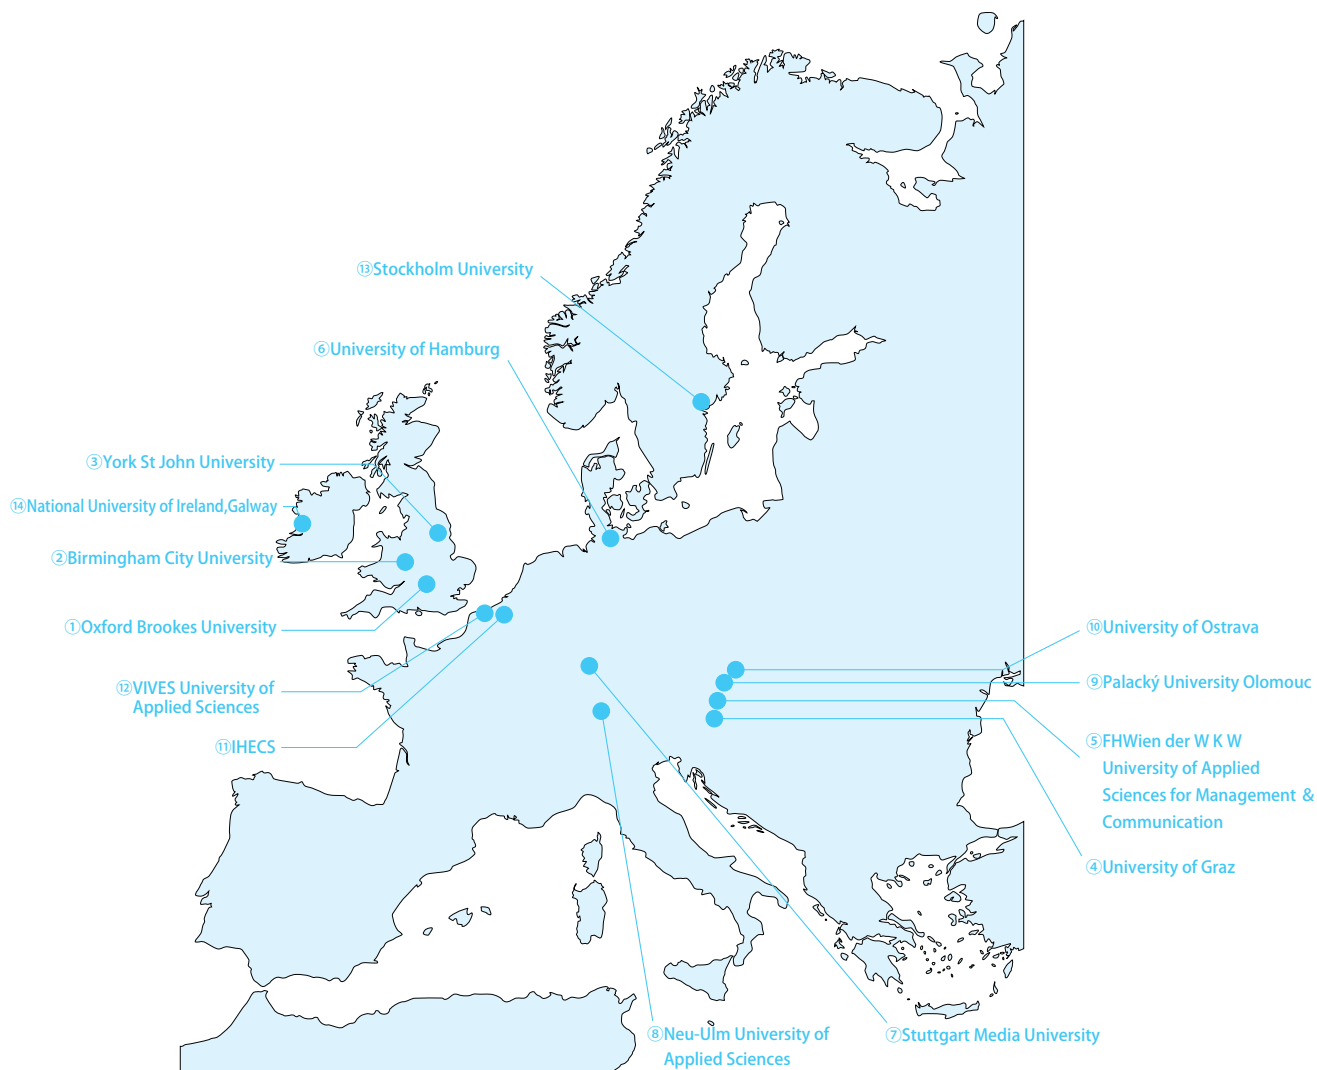 ⑬Stockholm University
⑥University of Hamburg
③York St John University
⑭National University of Ireland,Galway
②Birmingham City University
①Oxford Brookes University
⑫VIVES University of
Applied Sciences
⑪IHECS
⑩University of Ostrava
⑨Palacký University Olomouc
⑤FHWien der W K W
University of Applied
Sciences for Management &
Communication
④University of Graz
⑧Neu-Ulm University of
Applied Sciences
⑦Stuttgart Media University